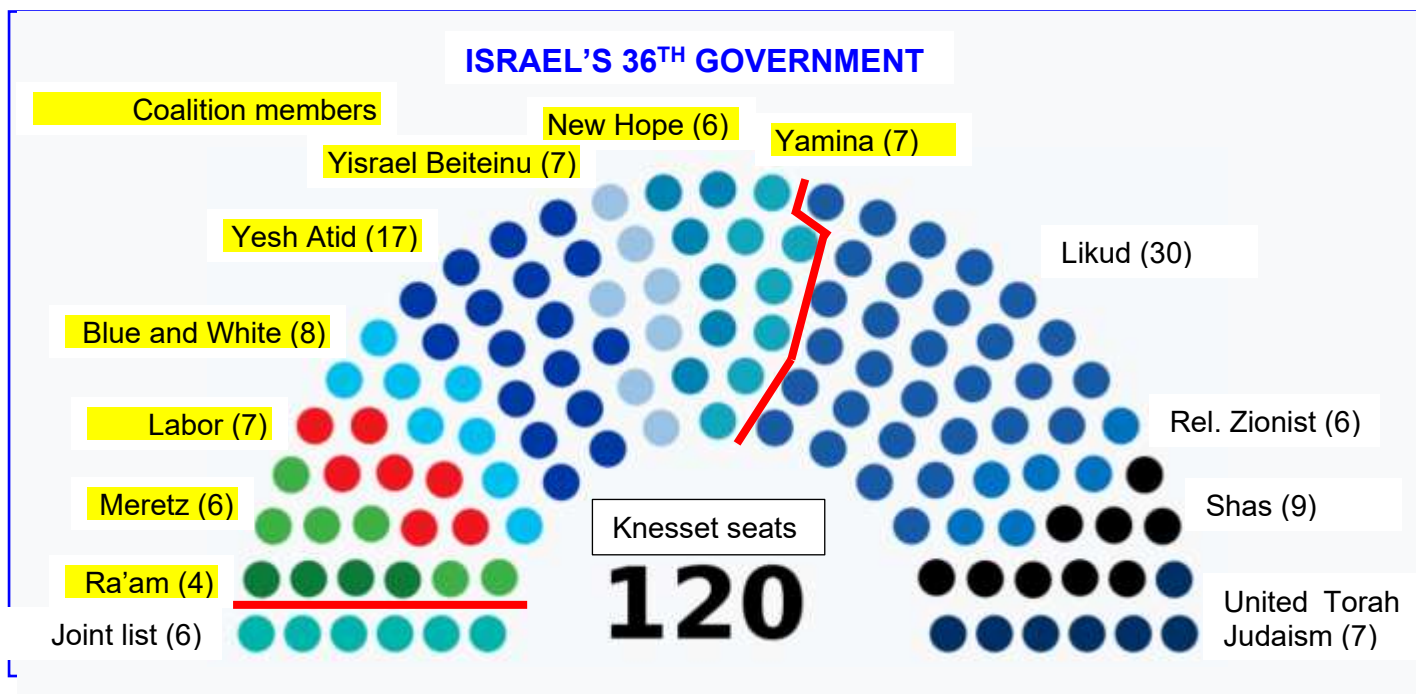 ISRAEL’S 36TH GOVERNMENT
Coalition members
New Hope (6)
Yamina (7)
Yisrael Beiteinu (7)
Yesh Atid (17)
Likud (30)
Blue and White (8)
Labor (7)
Rel. Zionist (6)
Meretz (6)
Shas (9)
Knesset seats
120
Ra’am (4)
United Torah
Judaism (7)
Joint list (6)